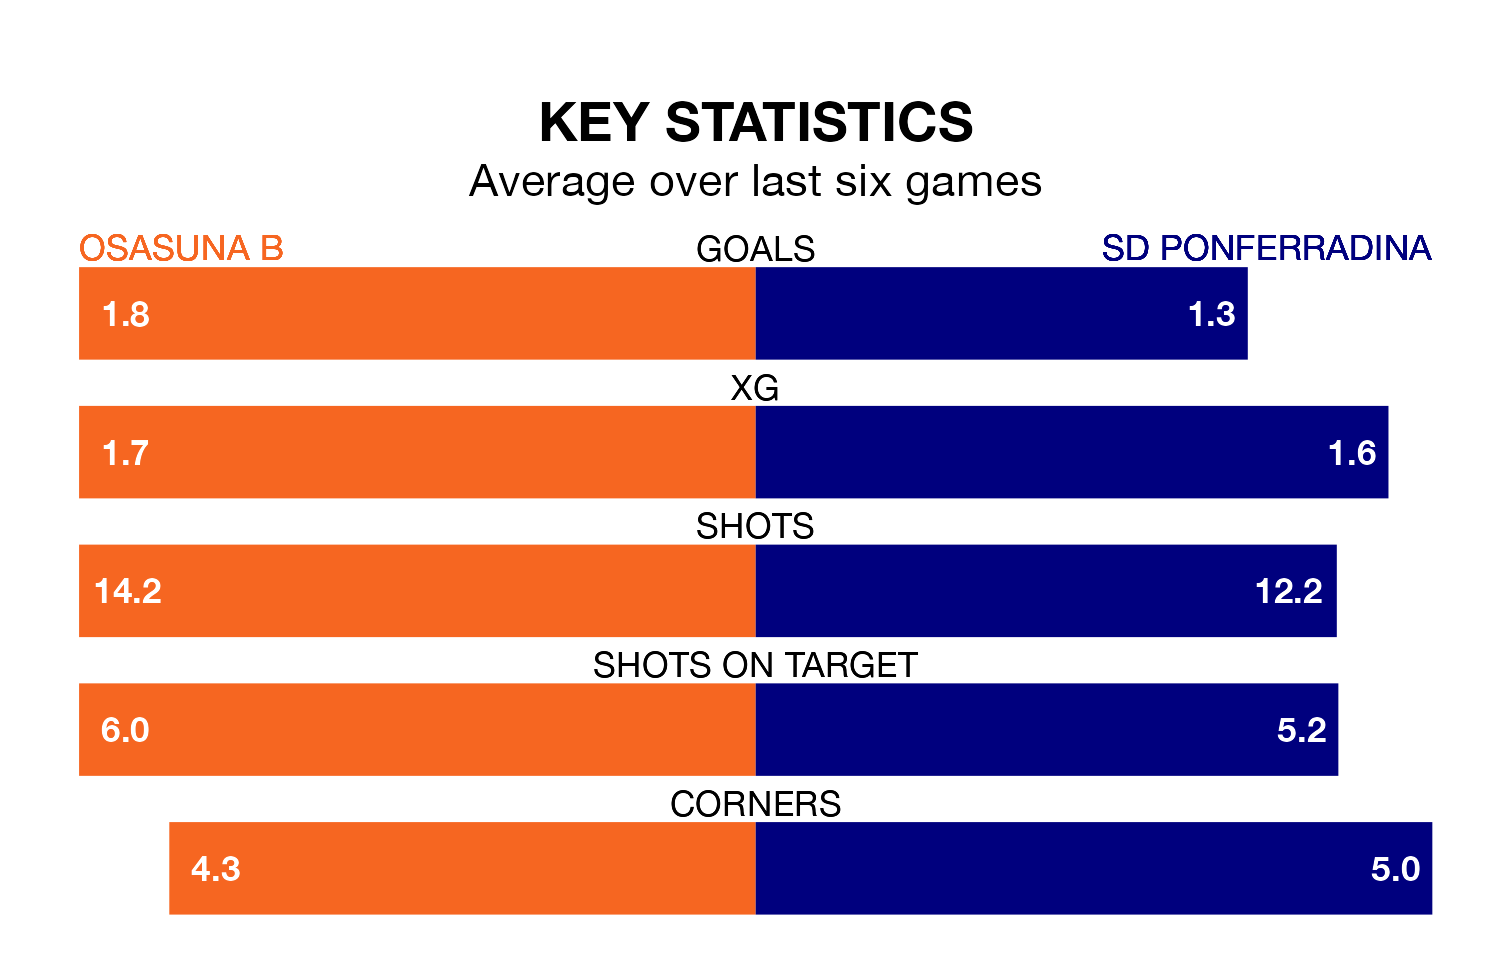 KEY STATISTICS
Average over last six games
OSASUNA B GOALS SD PONFERRADINA
1.8 1.3
XG
1.7 1.6
SHOTS
14.2 12.2
SHOTS ON TARGET
6.0 5.2
CORNERS
4.3 5.0